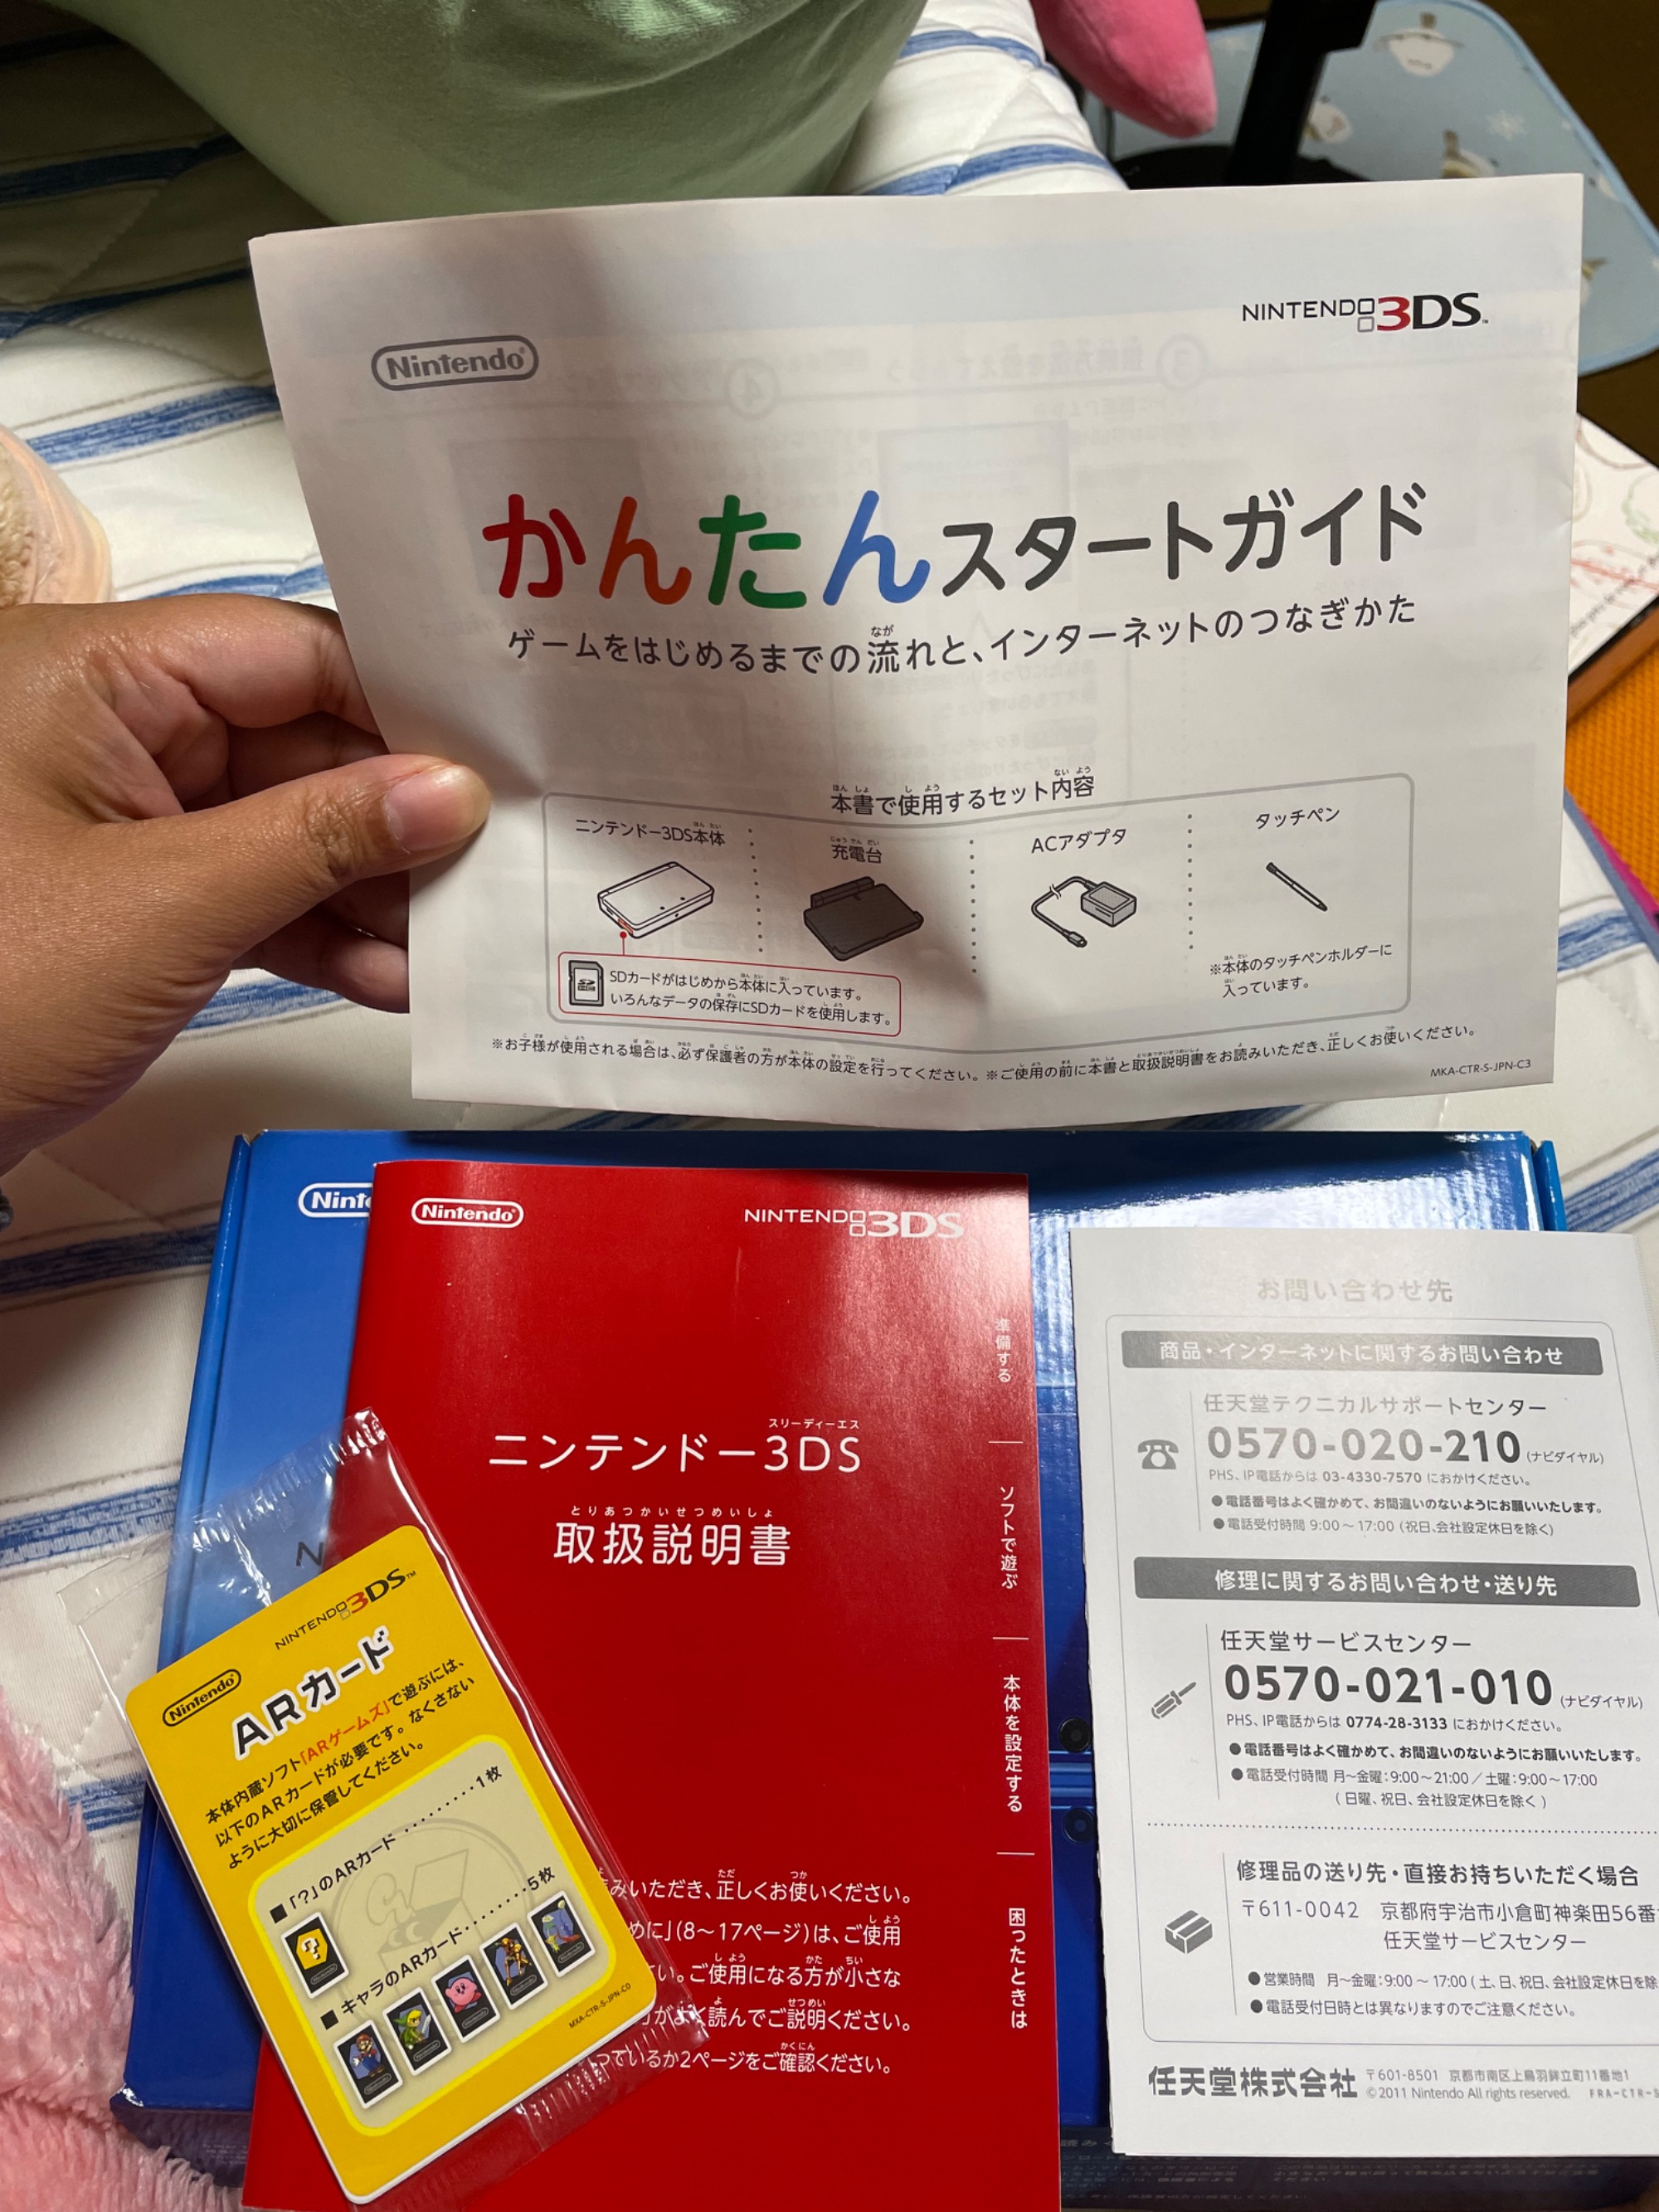 Nintendo
NINTENDO 3DS™
かんたんスタートガイド
ゲームをはじめるまでの流れと、インターネットのつなぎかた
本書で使用するセット内容
ニンテンドー3DS本体
充電台
ACアダプタ
タッチペン
SDカードがはじめから本体に入っています。
いろんなデータの保存にSDカードを使用します。
※本体のタッチペンホルダーに
入っています。
※お子様が使用される場合は、必ず保護者の方が本体の設定を行ってください。※ご使用の前に本書と取扱説明書をお読みいただき、正しくお使いください。
MKA-CTR-S-JPN-C3
Nintendo
NINTENDO 3DS
スリーディーエス
ニンテンドー3DS
とりあつかいせつめいしょ
取扱説明書
準備する
ソフトで遊ぶ
本体を設定する
困ったときは
みいただき、正しくお使いください。
めに」(8～17ページ)は、ご使用
い。ご使用になる方が小さな
がよく読んでご説明ください。
っているか2ページをご確認ください。
NINTENDO 3DS™
Nintendo
ARカード
本体内蔵ソフト「ARゲームズ」で遊ぶには、
以下のARカードが必要です。なくさない
ように大切に保管してください。
■「?」のARカード・・・・・・・・・1枚
■キャラのARカード・・・・・・・5枚
MXA-CTR-S-JPN-C0
お問い合わせ先
商品・インターネットに関するお問い合わせ
任天堂テクニカルサポートセンター
0570-020-210(ナビダイヤル)
PHS、IP電話からは 03-4330-7570 におかけください。
●電話番号はよく確かめて、お間違いのないようにお願いいたします。
●電話受付時間 9:00～17:00 (祝日、会社設定休日を除く)
修理に関するお問い合わせ・送り先
任天堂サービスセンター
0570-021-010(ナビダイヤル)
PHS、IP電話からは 0774-28-3133 におかけください。
●電話番号はよく確かめて、お間違いのないようにお願いいたします。
●電話受付時間 月～金曜:9:00～21:00／土曜:9:00～17:00
(日曜、祝日、会社設定休日を除く)
修理品の送り先・直接お持ちいただく場合
〒611-0042 京都府宇治市小倉町神楽田56番
任天堂サービスセンター
●営業時間 月～金曜:9:00～17:00(土、日、祝日、会社設定休日を除
●電話受付日時とは異なりますのでご注意ください。
任天堂株式会社
〒601-8501 京都市南区上鳥羽鉾立町11番地1
©2011 Nintendo All rights reserved. FRA-CTR-S